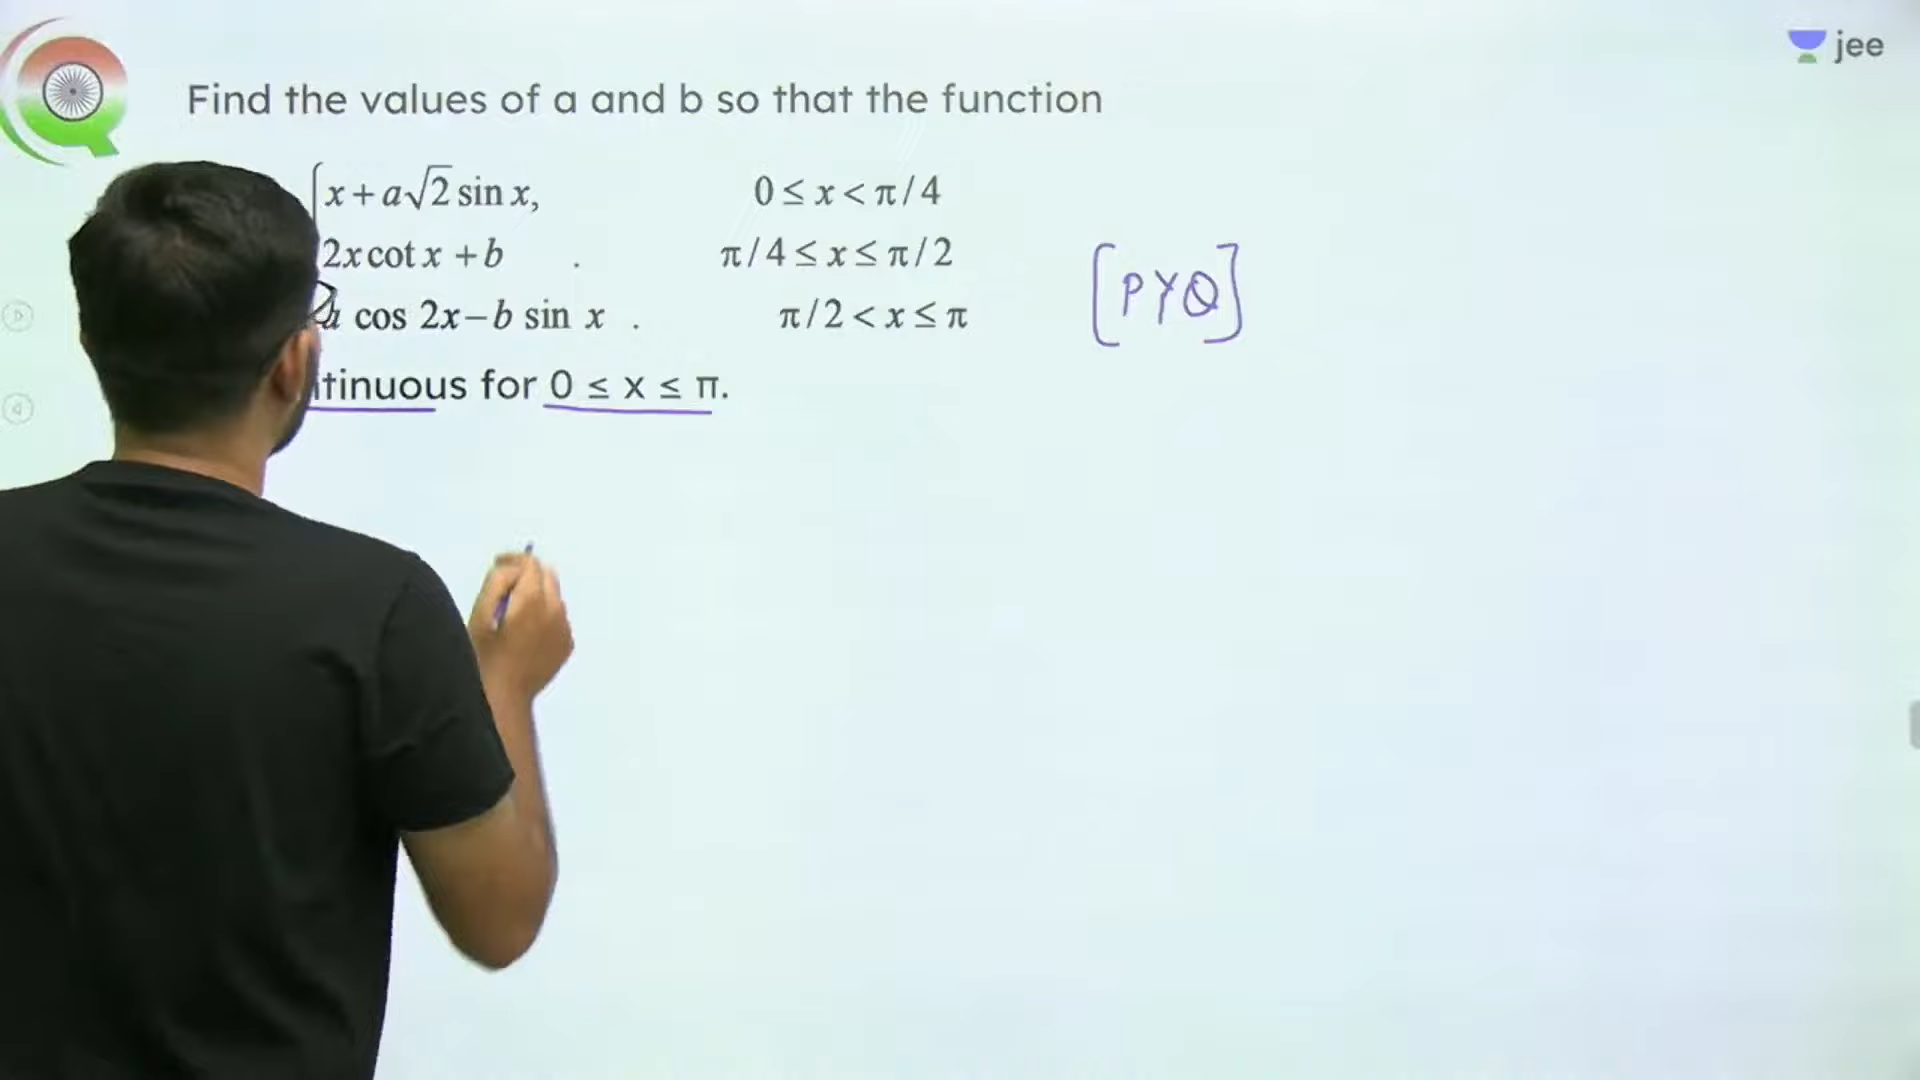 jee
Find the values of a and b so that the function
x + a√2 sin x, 0 ≤ x < π/4
2x cot x + b . π/4 ≤ x ≤ π/2
a cos 2x − b sin x . π/2 < x ≤ π
[PYQ]
tinuous for 0 ≤ x ≤ π.